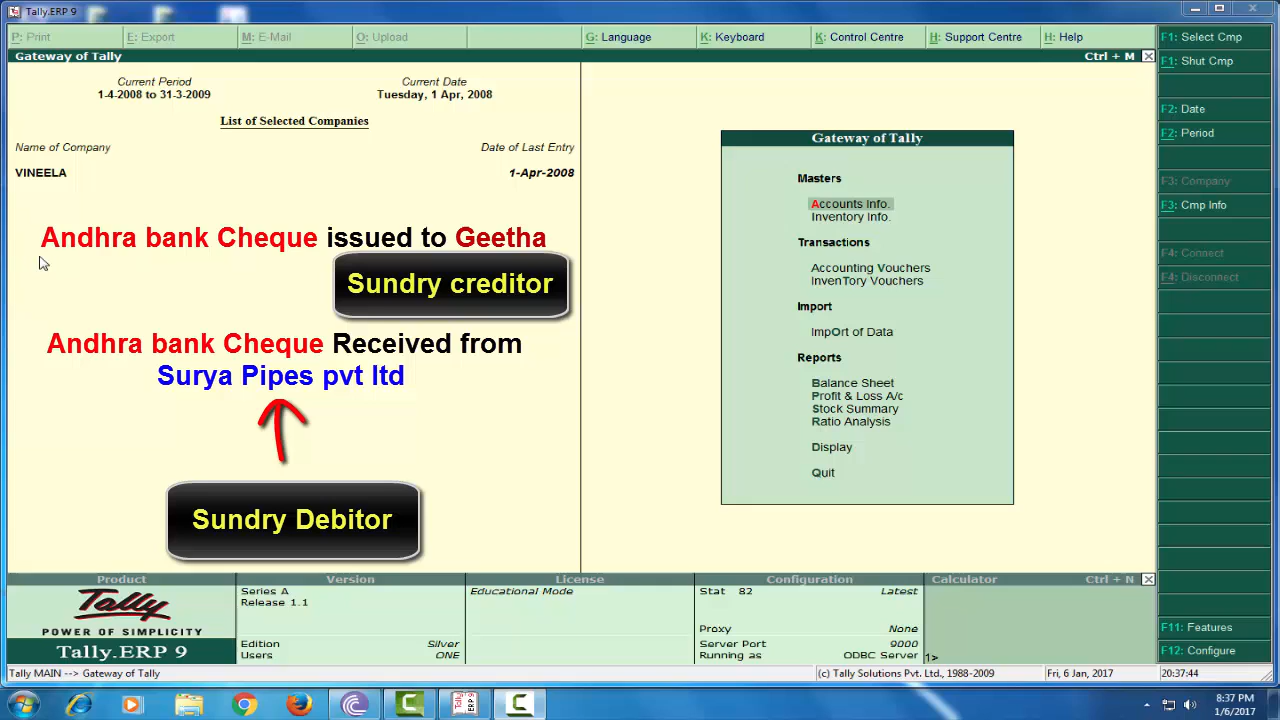 Tally.ERP 9
P: Print
E: Export
M: E-Mail
O: Upload
G: Language
K: Keyboard
K: Control Centre
H: Support Centre
H: Help
F1: Select Cmp
F1: Shut Cmp
F2: Date
F2: Period
F3: Company
F3: Cmp Info
F4: Connect
F4: Disconnect
F11: Features
F12: Configure
Gateway of Tally
Ctrl + M
Current Period
1-4-2008 to 31-3-2009
Current Date
Tuesday, 1 Apr, 2008
List of Selected Companies
Name of Company
Date of Last Entry
VINEELA
1-Apr-2008
Andhra bank Cheque issued to Geetha
Sundry creditor
Andhra bank Cheque Received from
Surya Pipes pvt ltd
Sundry Debitor
Gateway of Tally
Masters
Accounts Info.
Inventory Info.
Transactions
Accounting Vouchers
InvenTory Vouchers
Import
ImpOrt of Data
Reports
Balance Sheet
Profit & Loss A/c
Stock Summary
Ratio Analysis
Display
Quit
Product
Tally
POWER OF SIMPLICITY
Tally.ERP 9
Version
Series A
Release 1.1
Edition Silver
Users ONE
License
Educational Mode
Configuration
Stat 82 Latest
Proxy None
Server Port 9000
Running as ODBC Server
Calculator
Ctrl + N
1>
Tally MAIN --> Gateway of Tally
(c) Tally Solutions Pvt. Ltd., 1988-2009
Fri, 6 Jan, 2017
20:37:44
8:37 PM
1/6/2017